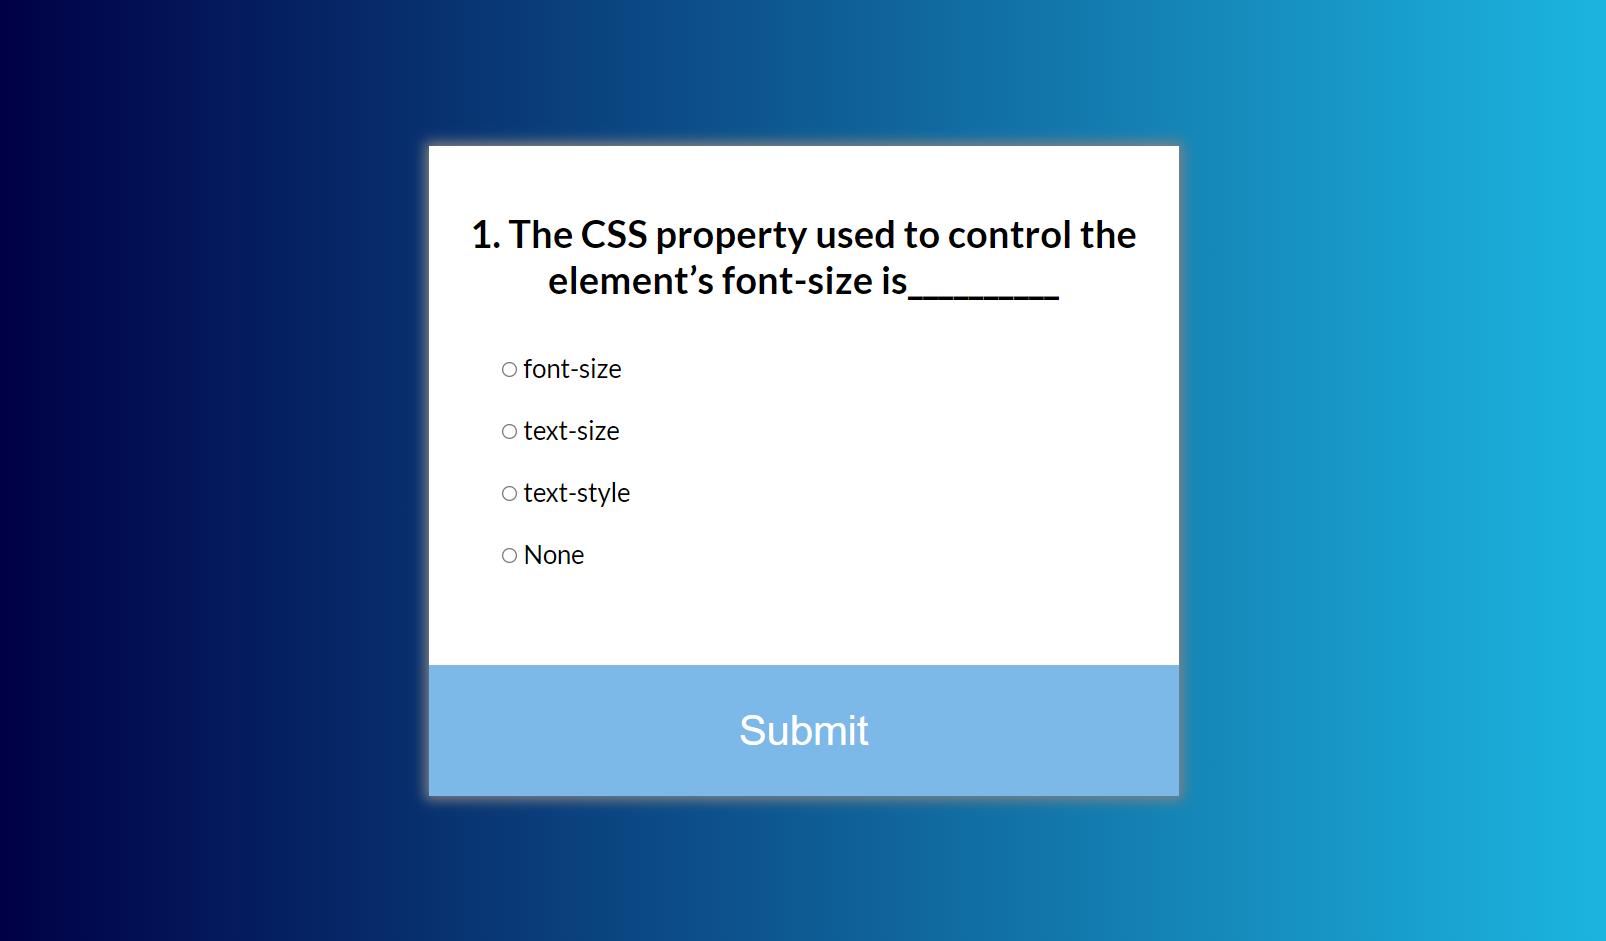 1. The CSS property used to control the
element’s font-size is__________
font-size
text-size
text-style
None
Submit